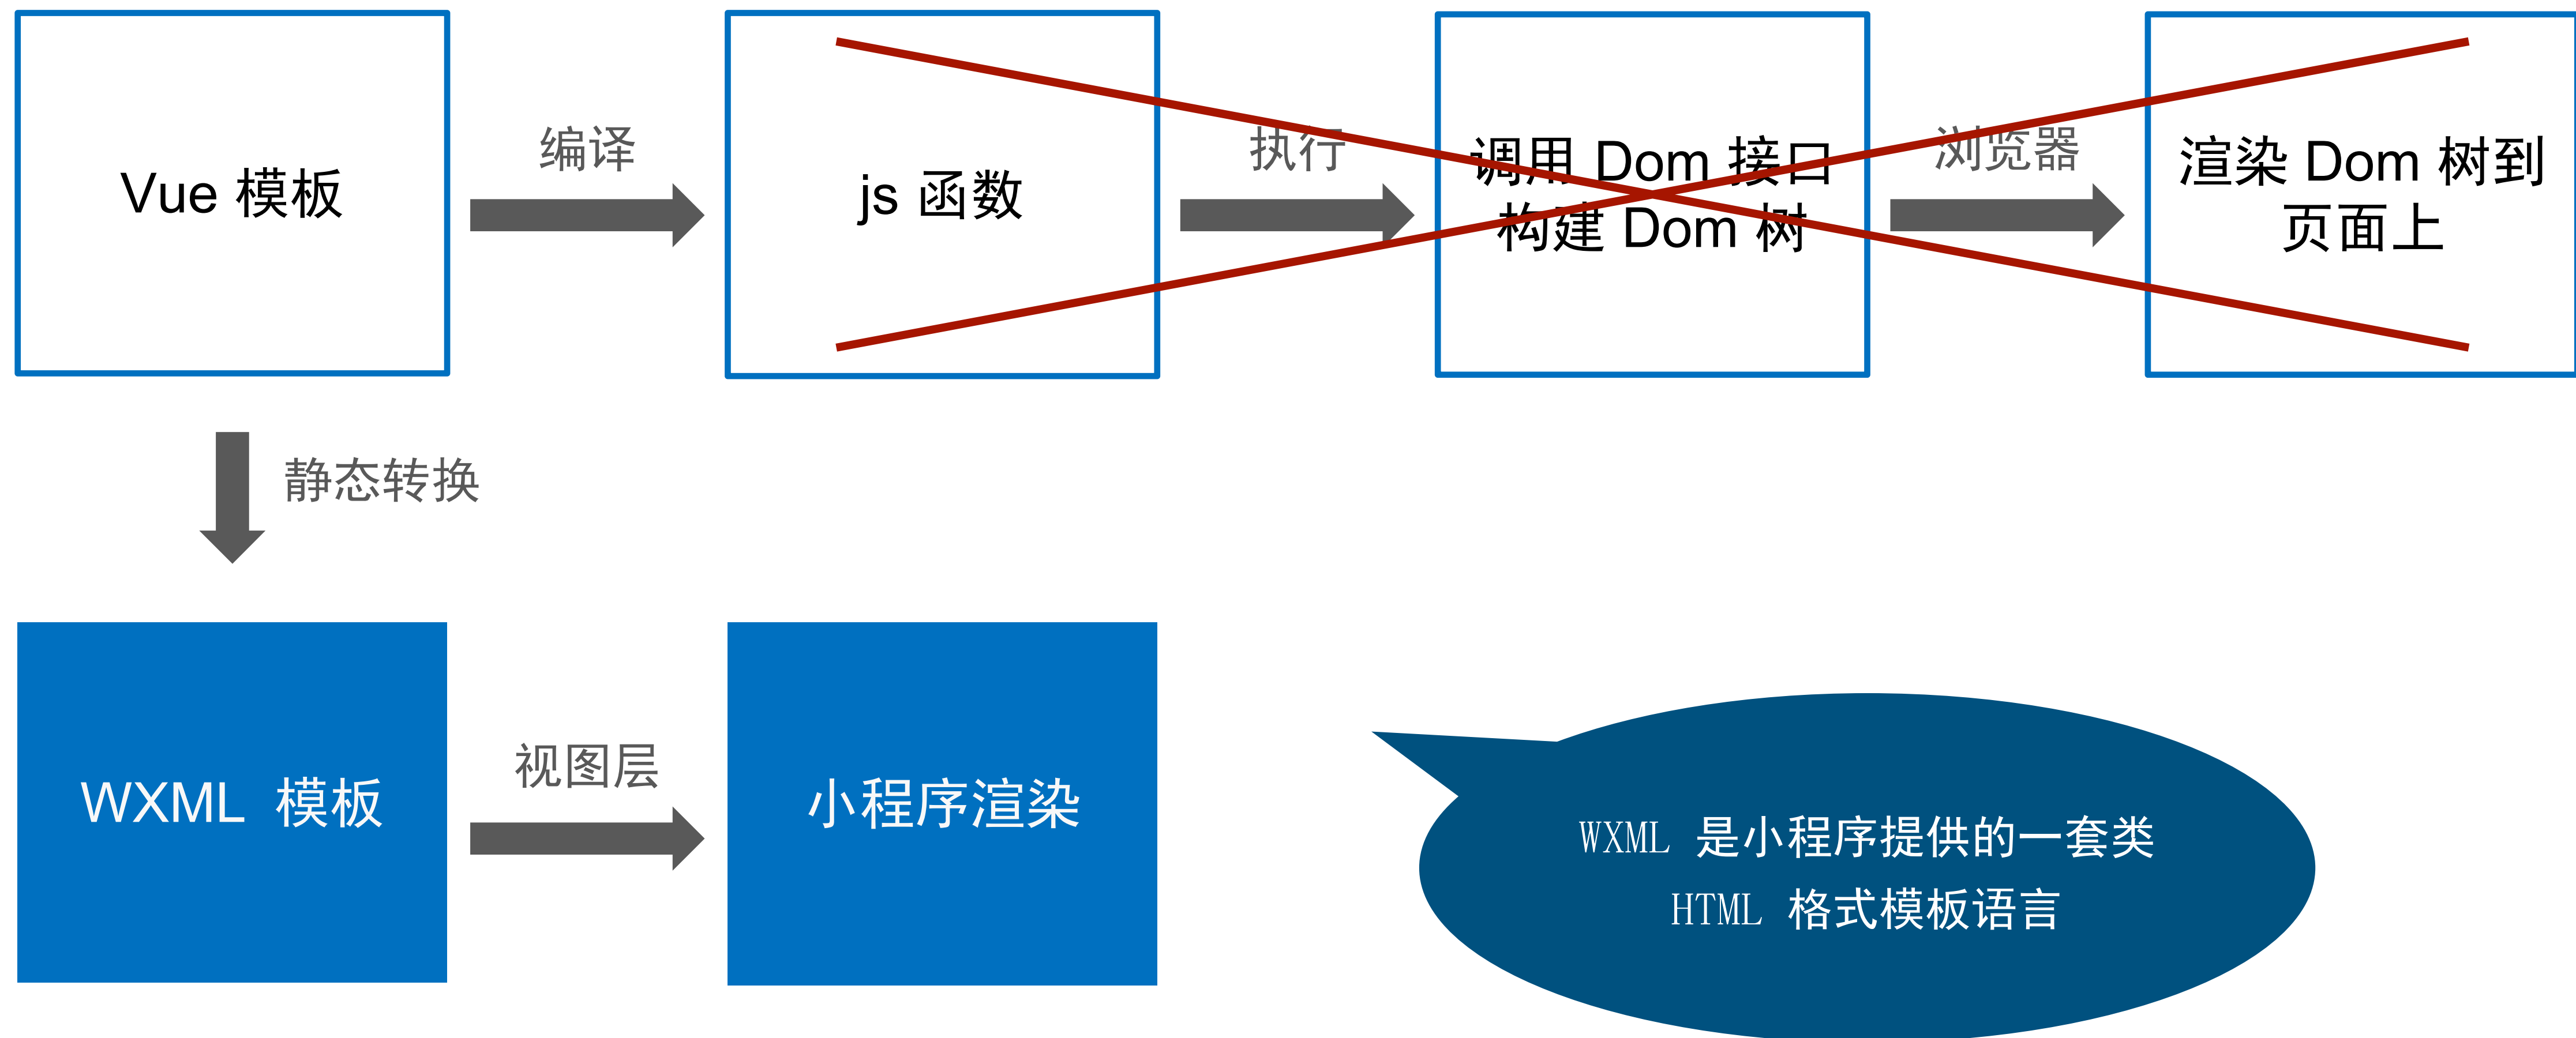 Vue 模板
编译
js 函数
执行
调用 Dom 接口
构建 Dom 树
浏览器
渲染 Dom 树到
页面上
静态转换
WXML 模板
视图层
小程序渲染
WXML 是小程序提供的一套类
HTML 格式模板语言